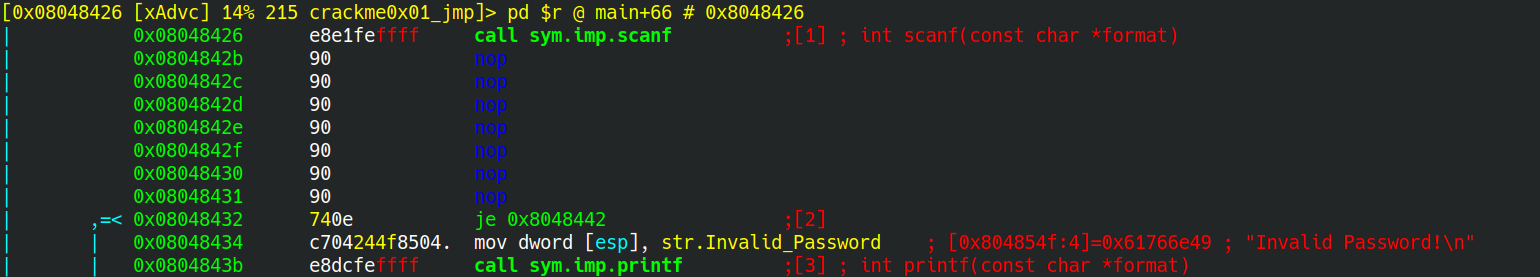 [0x08048426 [xAdvc] 14% 215 crackme0x01_jmp]> pd $r @ main+66 # 0x8048426
|           0x08048426      e8e1feffff     call sym.imp.scanf          ;[1] ; int scanf(const char *format)
|           0x0804842b      90             nop
|           0x0804842c      90             nop
|           0x0804842d      90             nop
|           0x0804842e      90             nop
|           0x0804842f      90             nop
|           0x08048430      90             nop
|           0x08048431      90             nop
|       ,=< 0x08048432      740e           je 0x8048442                ;[2]
|       |   0x08048434      c704244f8504.  mov dword [esp], str.Invalid_Password    ; [0x804854f:4]=0x61766e49 ; "Invalid Password!\n"
|       |   0x0804843b      e8dcfeffff     call sym.imp.printf         ;[3] ; int printf(const char *format)